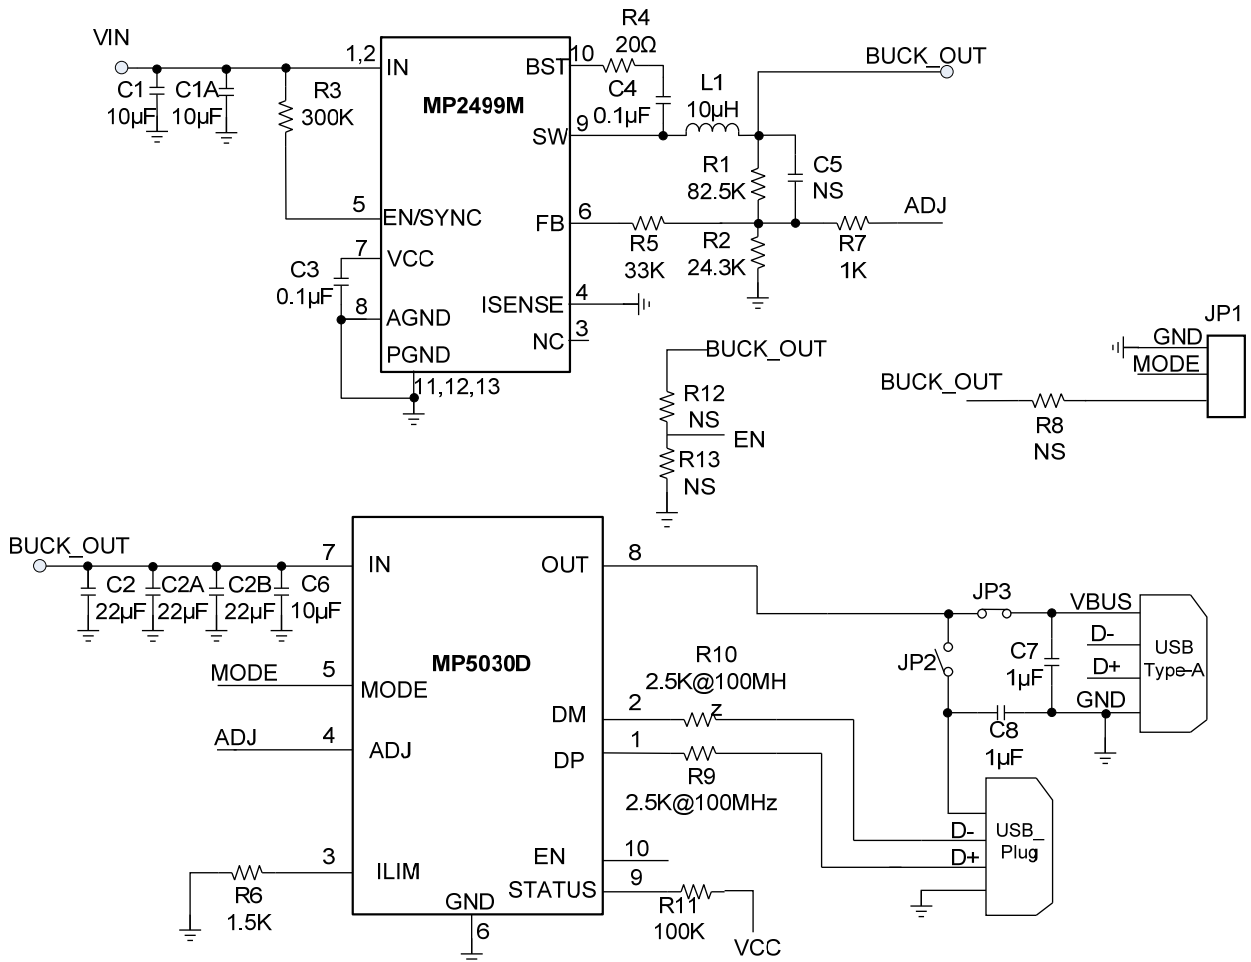 VIN
1,2
IN
MP2499M
BST
10
R4
20Ω
BUCK_OUT
C1
10µF
C1A
10µF
R3
300K
C4
0.1µF
L1
10µH
SW
9
R1
82.5K
C5
NS
5
EN/SYNC
FB
6
R5
33K
R2
24.3K
R7
1K
ADJ
7
VCC
C3
0.1µF
8
AGND
ISENSE
4
NC
3
PGND
11,12,13
BUCK_OUT
R12
NS
EN
R13
NS
JP1
GND
MODE
BUCK_OUT
R8
NS
BUCK_OUT
7
IN
C2
22µF
C2A
22µF
C2B
22µF
C6
10µF
OUT
8
MP5030D
MODE
5
MODE
ADJ
4
ADJ
DM
2
R10
2.5K@100MH
z
DP
1
R9
2.5K@100MHz
3
ILIM
R6
1.5K
EN
10
STATUS
9
R11
100K
VCC
GND
6
JP3
VBUS
D-
D+
GND
USB
Type-A
JP2
C7
1µF
C8
1µF
D-
D+
USB_
Plug